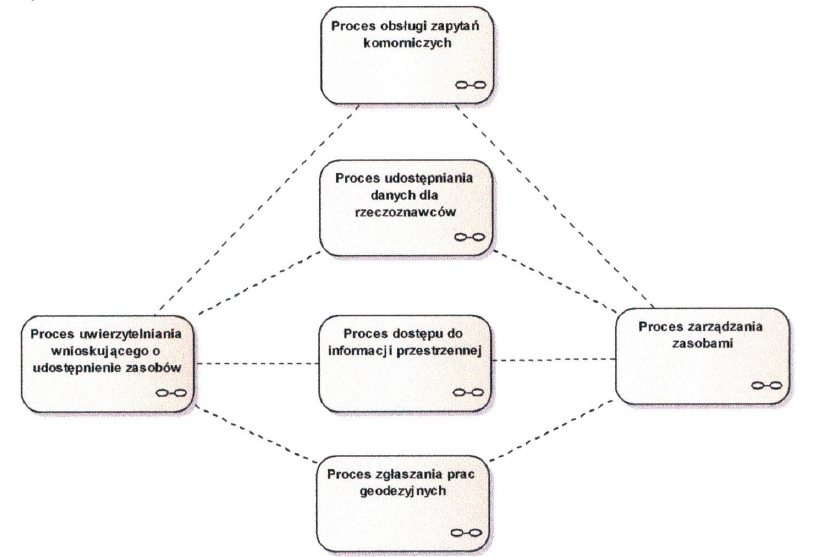 Proces obsługi zapytań
komorniczych
Proces udostępniania
danych dla
rzeczoznawców
Proces uwierzytelniania
wnioskującego o
udostępnienie zasobów
Proces dostępu do
informacji przestrzennej
Proces zarządzania
zasobami
Proces zgłaszania prac
geodezyjnych